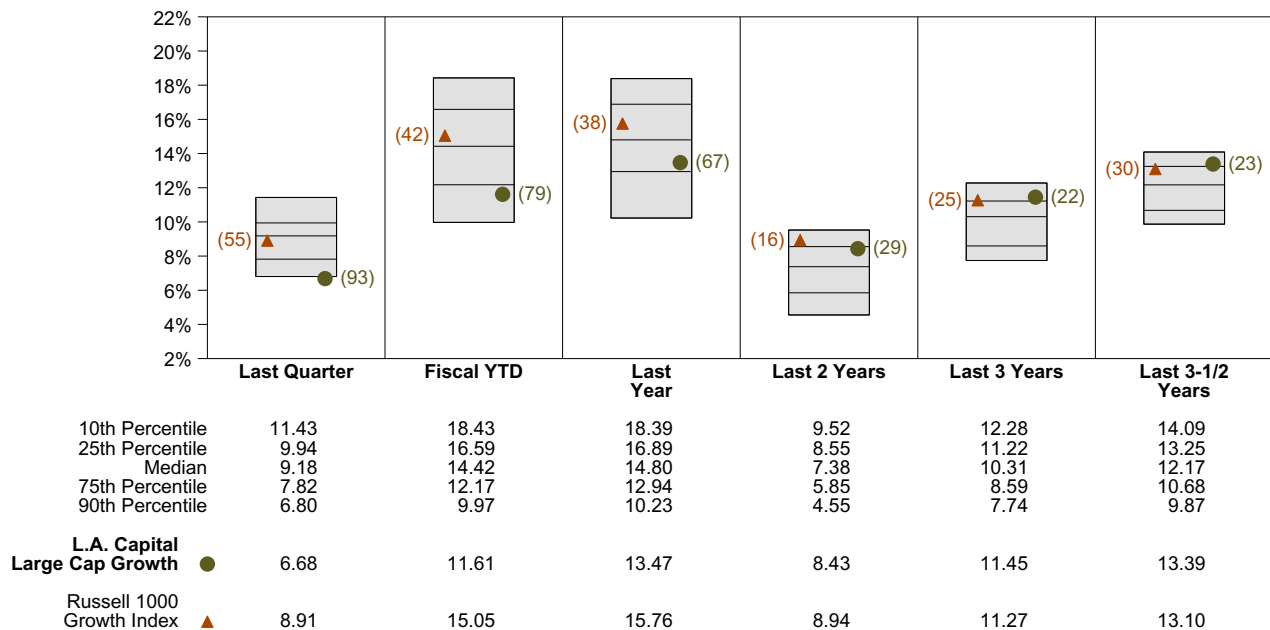 22%
20%
18%
16%
14%
12%
10%
8%
6%
4%
2%
(55)
(93)
(42)
(79)
(38)
(67)
(16)
(29)
(25)
(22)
(30)
(23)
Last Quarter Fiscal YTD Last Year Last 2 Years Last 3 Years Last 3-1/2 Years
10th Percentile 11.43 18.43 18.39 9.52 12.28 14.09
25th Percentile 9.94 16.59 16.89 8.55 11.22 13.25
Median 9.18 14.42 14.80 7.38 10.31 12.17
75th Percentile 7.82 12.17 12.94 5.85 8.59 10.68
90th Percentile 6.80 9.97 10.23 4.55 7.74 9.87
L.A. Capital
Large Cap Growth 6.68 11.61 13.47 8.43 11.45 13.39
Russell 1000
Growth Index 8.91 15.05 15.76 8.94 11.27 13.10